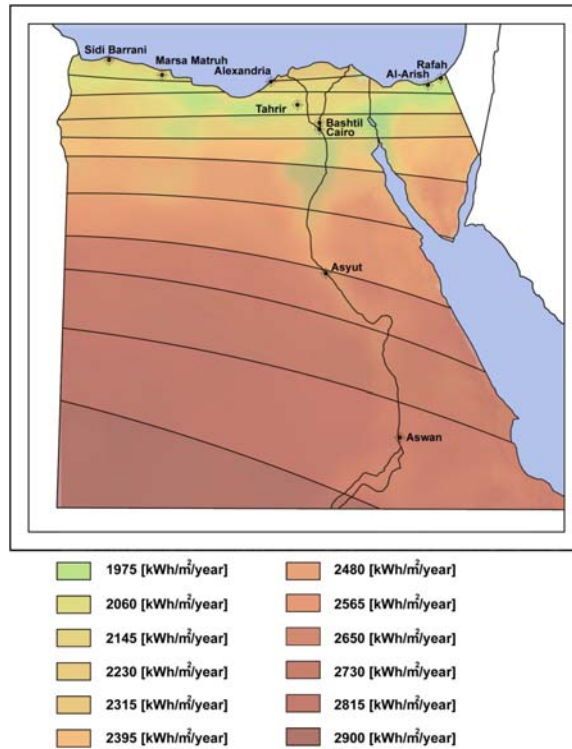 Sidi Barrani
Marsa Matruh
Alexandria
Rafah
Al-Arish
Tahrir
Bashtil
Cairo
Asyut
Aswan
1975 [kWh/m²/year]
2060 [kWh/m²/year]
2145 [kWh/m²/year]
2230 [kWh/m²/year]
2315 [kWh/m²/year]
2395 [kWh/m²/year]
2480 [kWh/m²/year]
2565 [kWh/m²/year]
2650 [kWh/m²/year]
2730 [kWh/m²/year]
2815 [kWh/m²/year]
2900 [kWh/m²/year]